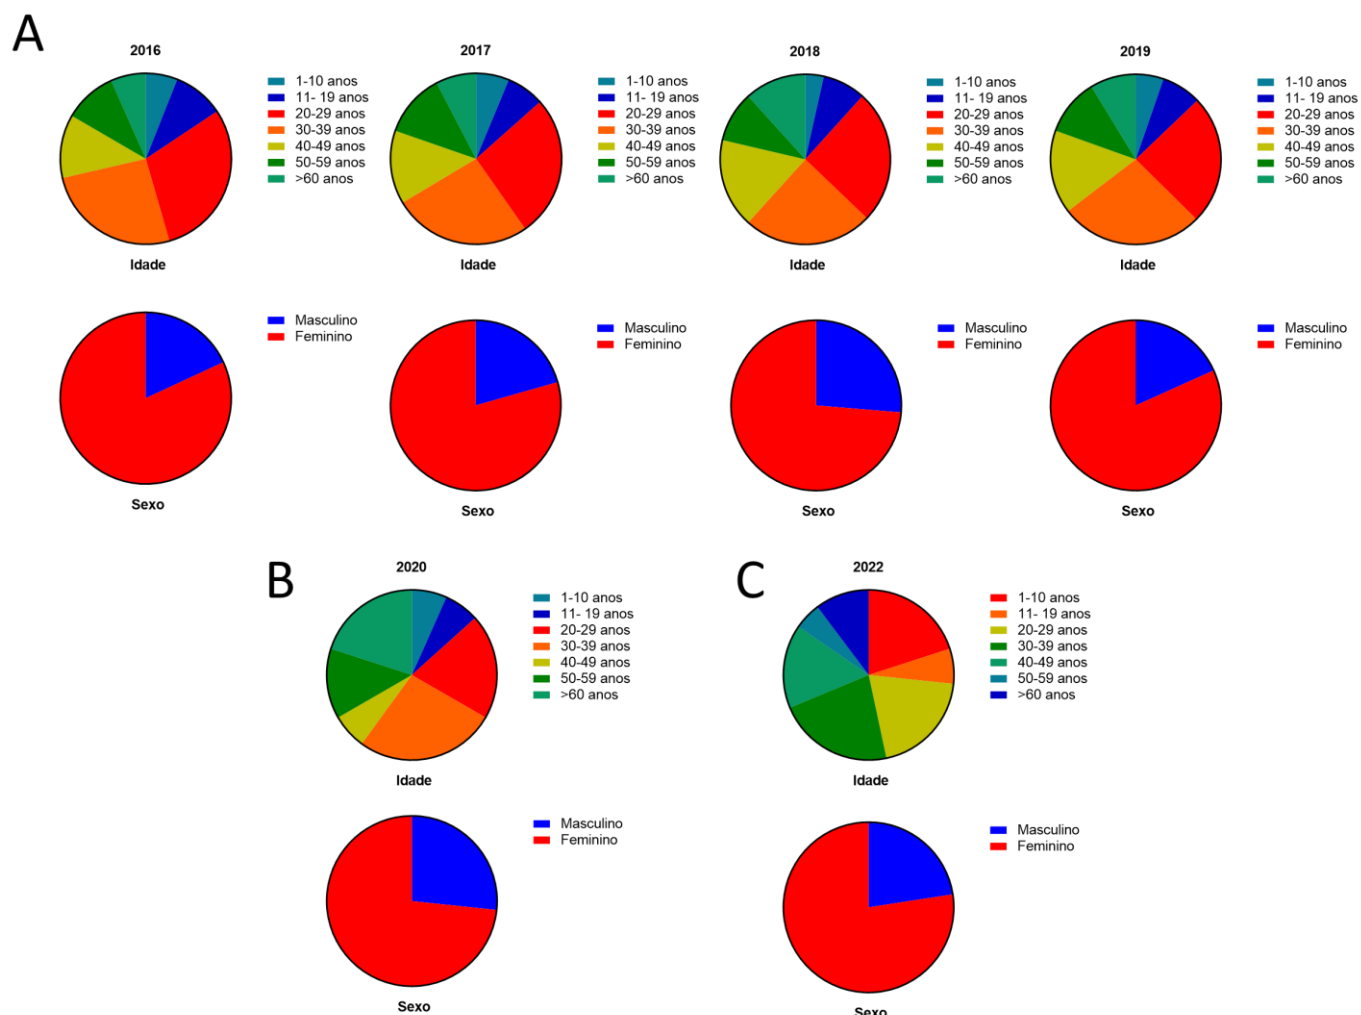 A
2016
1-10 anos
11- 19 anos
20-29 anos
30-39 anos
40-49 anos
50-59 anos
>60 anos
Idade
2017
1-10 anos
11- 19 anos
20-29 anos
30-39 anos
40-49 anos
50-59 anos
>60 anos
Idade
2018
1-10 anos
11- 19 anos
20-29 anos
30-39 anos
40-49 anos
50-59 anos
>60 anos
Idade
2019
1-10 anos
11- 19 anos
20-29 anos
30-39 anos
40-49 anos
50-59 anos
>60 anos
Idade
Masculino
Feminino
Sexo
Masculino
Feminino
Sexo
Masculino
Feminino
Sexo
Masculino
Feminino
Sexo
B
2020
1-10 anos
11- 19 anos
20-29 anos
30-39 anos
40-49 anos
50-59 anos
>60 anos
Idade
Masculino
Feminino
Sexo
C
2022
1-10 anos
11- 19 anos
20-29 anos
30-39 anos
40-49 anos
50-59 anos
>60 anos
Idade
Masculino
Feminino
Sexo